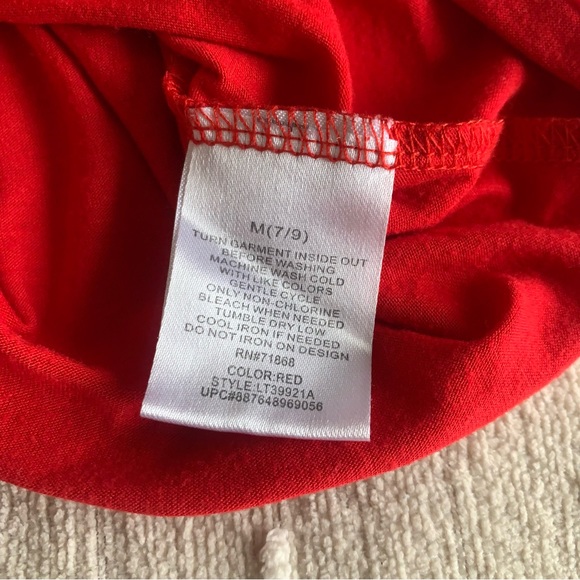 M(7/9)
TURN GARMENT INSIDE OUT
BEFORE WASHING
MACHINE WASH COLD
WITH LIKE COLORS
GENTLE CYCLE
ONLY NON-CHLORINE
BLEACH WHEN NEEDED
TUMBLE DRY LOW
COOL IRON IF NEEDED
DO NOT IRON ON DESIGN
RN#71868
COLOR:RED
STYLE:LT39921A
UPC#887648969056